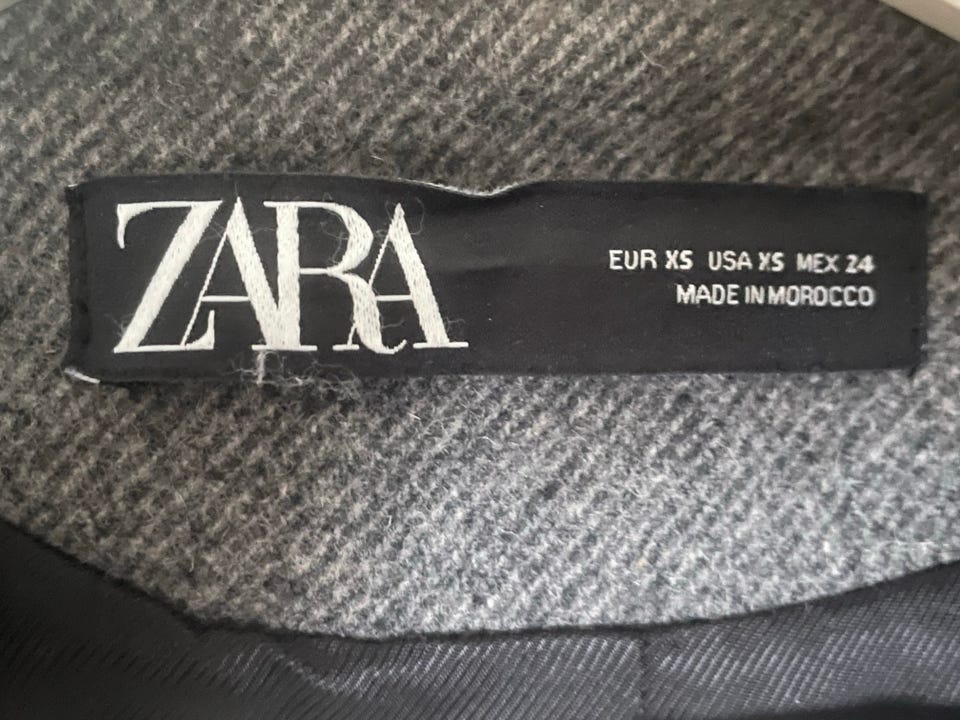 ZARA
EUR XS USA XS MEX 24
MADE IN MOROCCO